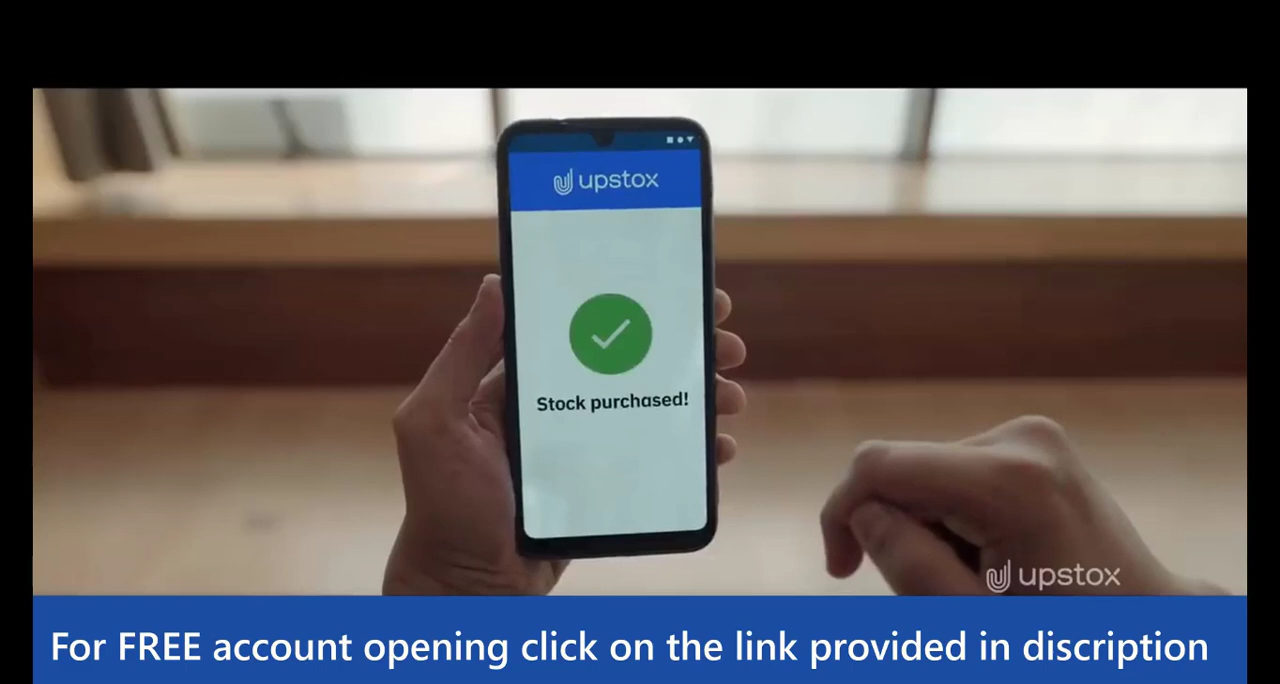 upstox
Stock purchased!
upstox
For FREE account opening click on the link provided in discription